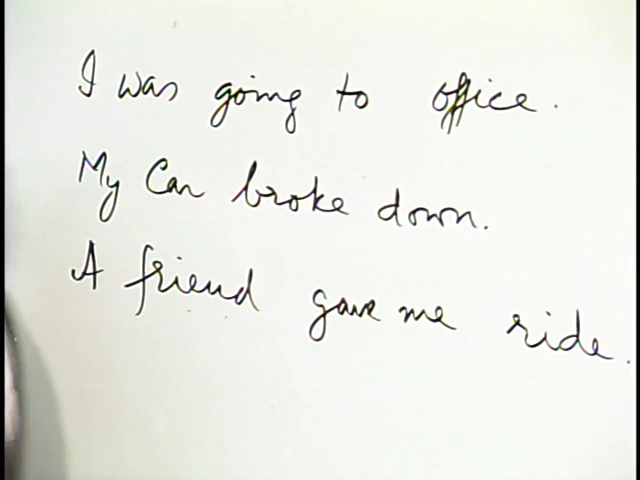 I was going to office.
My Car broke down.
A friend gave me ride.